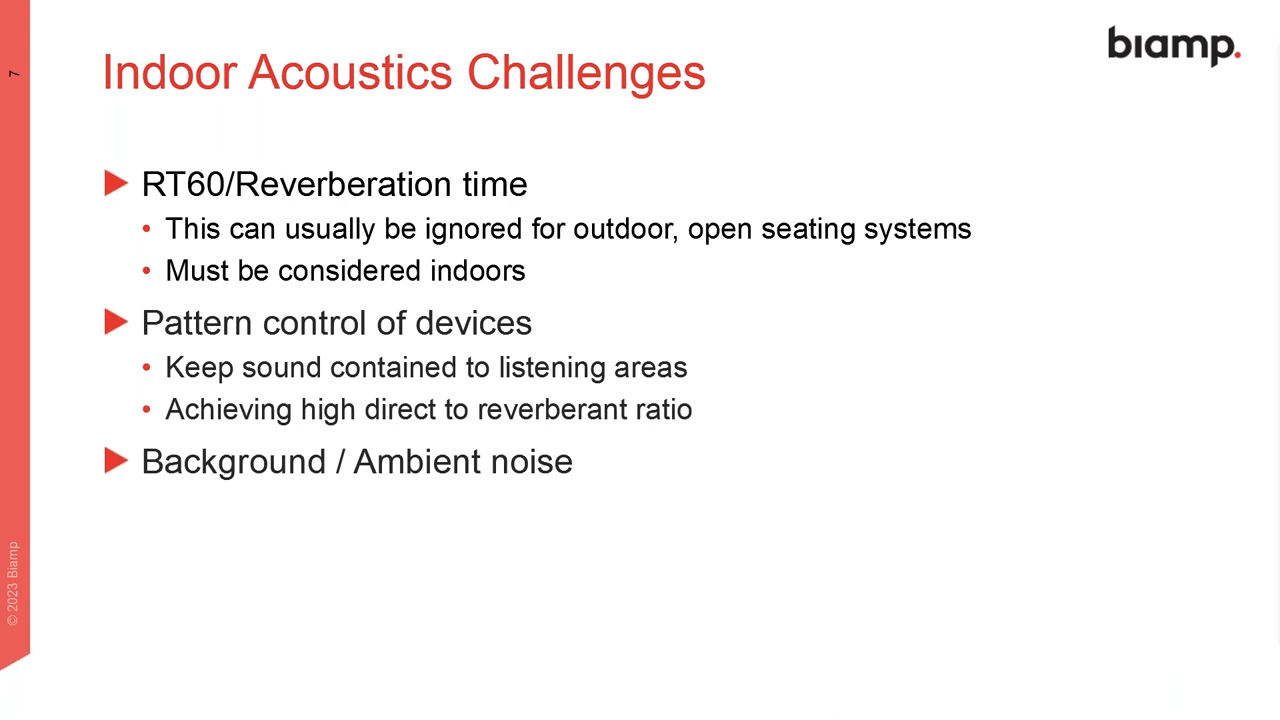 7
Indoor Acoustics Challenges
biamp.
RT60/Reverberation time
• This can usually be ignored for outdoor, open seating systems
• Must be considered indoors
Pattern control of devices
• Keep sound contained to listening areas
• Achieving high direct to reverberant ratio
Background / Ambient noise
© 2023 Biamp